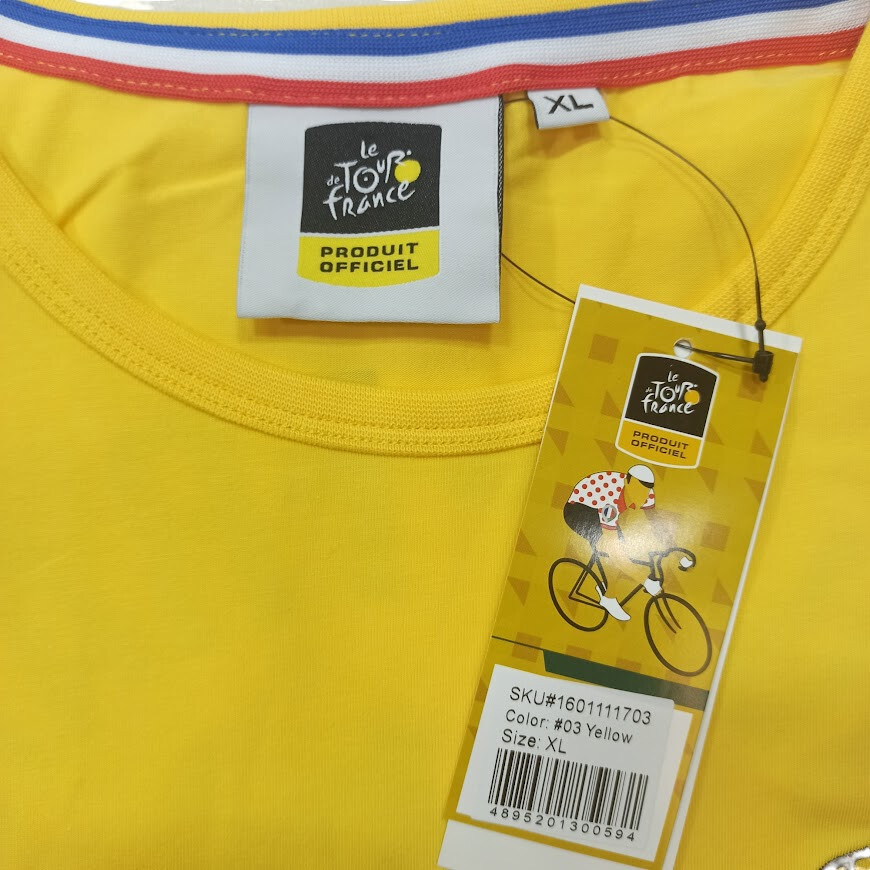 XL
le
TOUR
de
france
PRODUIT
OFFICIEL
le
TOUR
de
france
PRODUIT
OFFICIEL
SKU#1601111703
Color: #03 Yellow
Size: XL
4895201300594